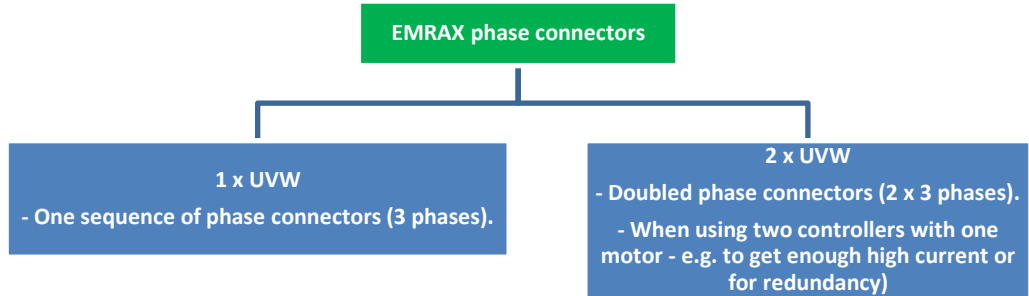 EMRAX phase connectors
1 x UVW
- One sequence of phase connectors (3 phases).
2 x UVW
- Doubled phase connectors (2 x 3 phases).
- When using two controllers with one
motor - e.g. to get enough high current or
for redundancy)